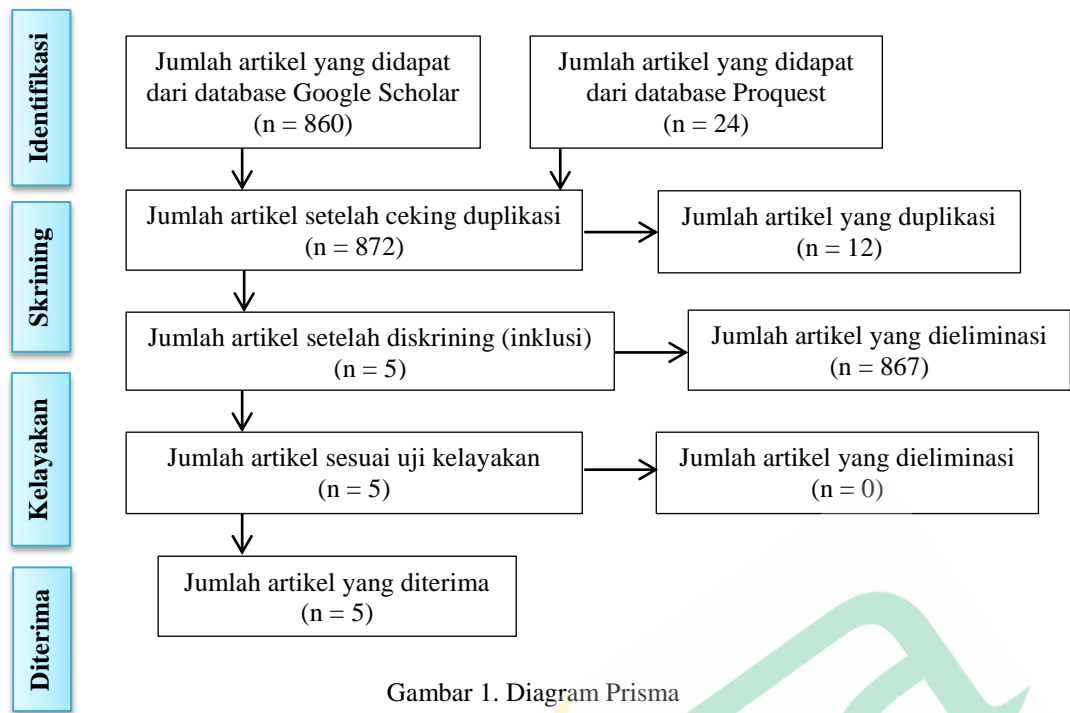 Identifikasi
Jumlah artikel yang didapat
dari database Google Scholar
(n = 860)
Jumlah artikel yang didapat
dari database Proquest
(n = 24)
Skrining
Jumlah artikel setelah ceking duplikasi
(n = 872)
Jumlah artikel yang duplikasi
(n = 12)
Jumlah artikel setelah diskrining (inklusi)
(n = 5)
Jumlah artikel yang dieliminasi
(n = 867)
Kelayakan
Jumlah artikel sesuai uji kelayakan
(n = 5)
Jumlah artikel yang dieliminasi
(n = 0)
Diterima
Jumlah artikel yang diterima
(n = 5)
Gambar 1. Diagram Prisma